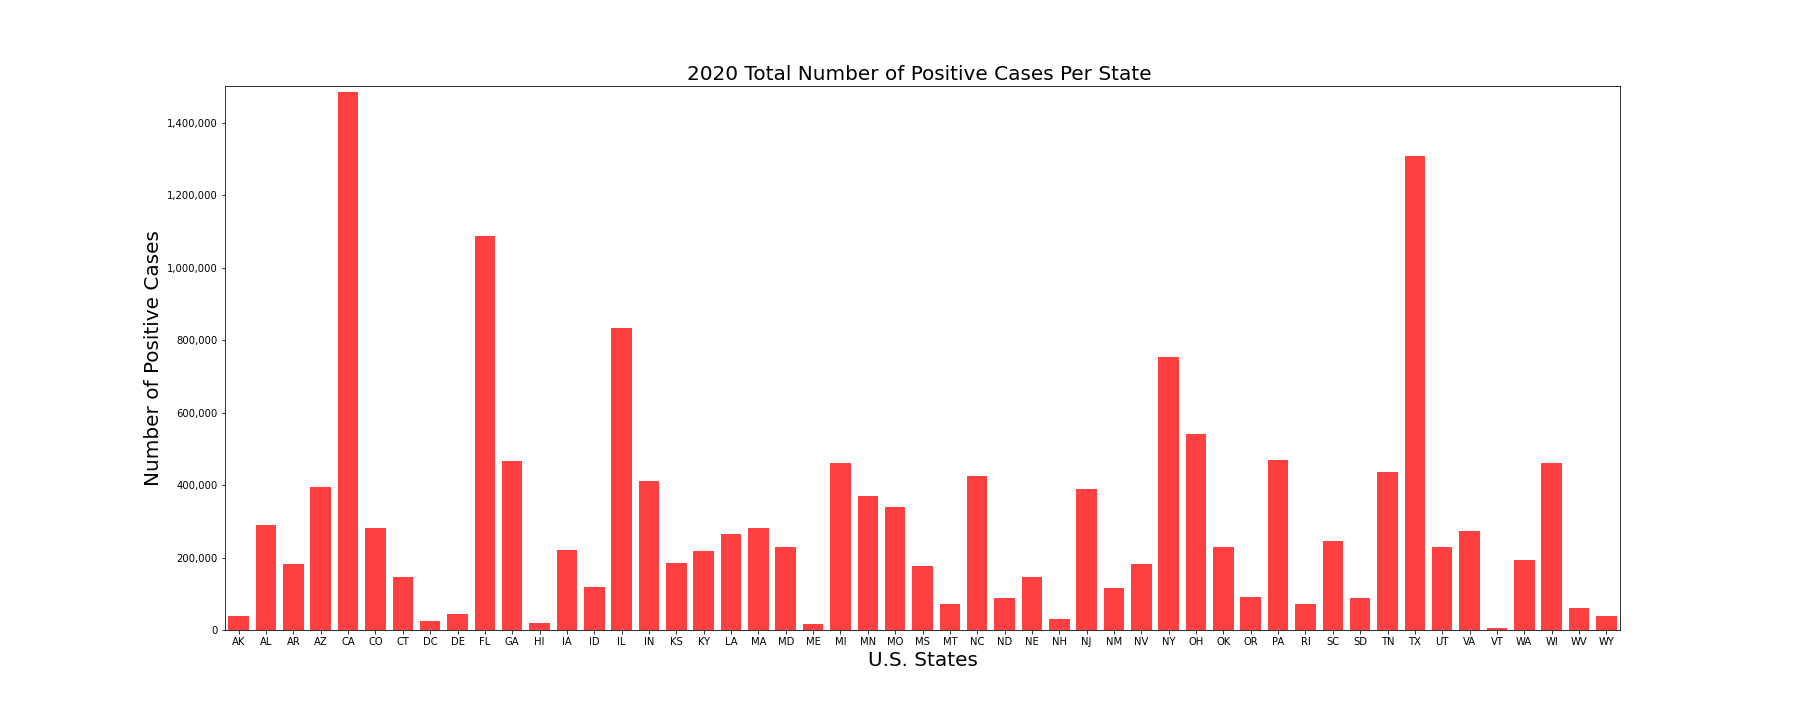 2020 Total Number of Positive Cases Per State
Number of Positive Cases
1,400,000
1,200,000
1,000,000
800,000
600,000
400,000
200,000
0
AK AL AR AZ CA CO CT DC DE FL GA HI IA ID IL IN KS KY LA MA MD ME MI MN MO MS MT NC ND NE NH NJ NM NV NY OH OK OR PA RI SC SD TN TX UT VA VT WA WI WV WY
U.S. States